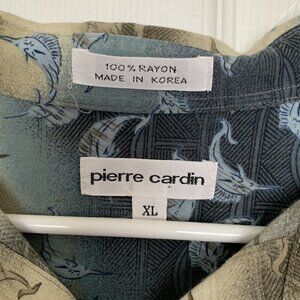 100% RAYON
MADE IN KOREA
pierre cardin
XL